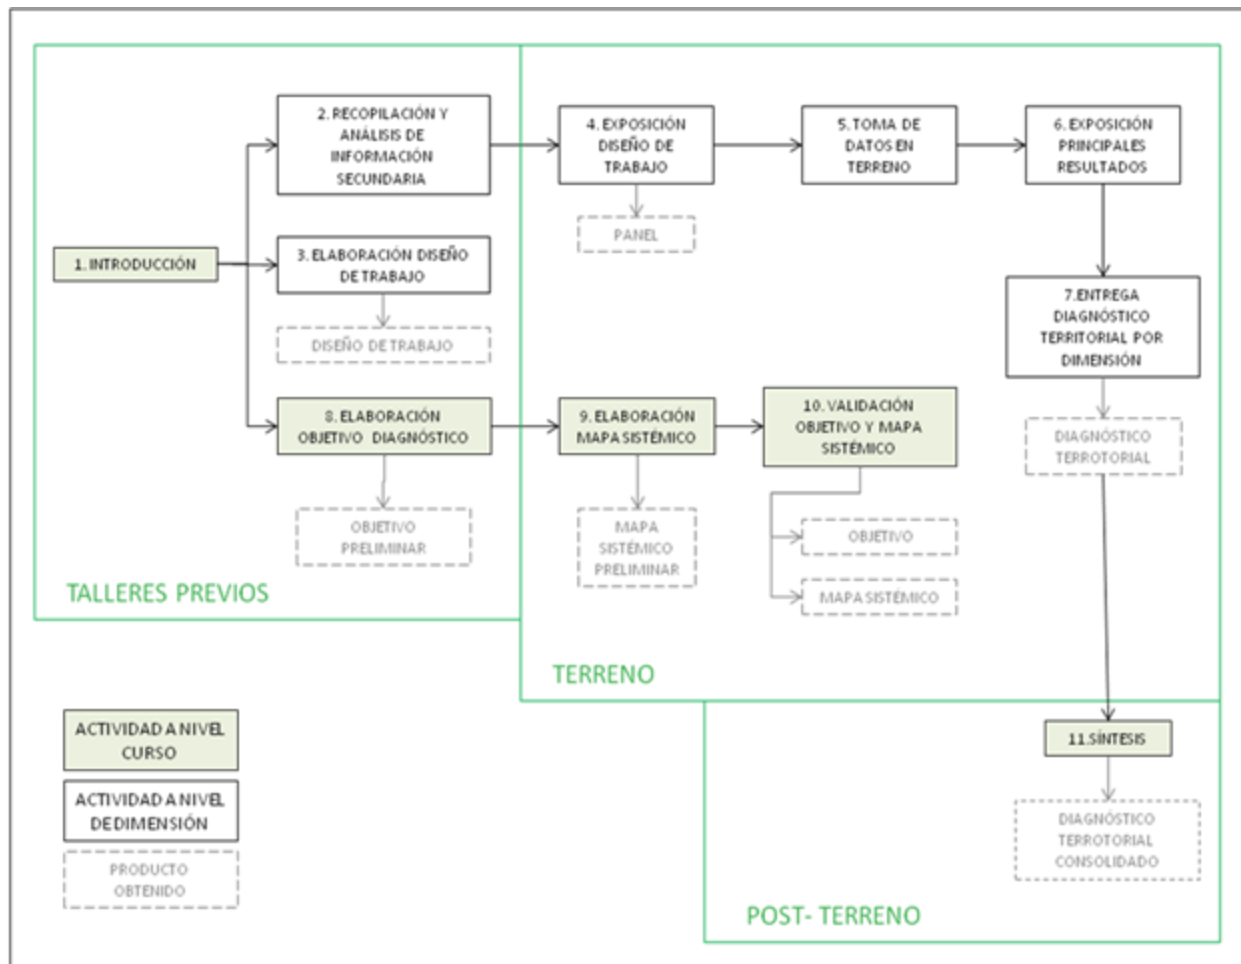 1. INTRODUCCIÓN
2. RECOPILACIÓN Y
ANÁLISIS DE
INFORMACIÓN
SECUNDARIA
3. ELABORACIÓN DISEÑO
DE TRABAJO
DISEÑO DE TRABAJO
8. ELABORACIÓN
OBJETIVO DIAGNÓSTICO
OBJETIVO
PRELIMINAR
TALLERES PREVIOS
4. EXPOSICIÓN
DISEÑO DE
TRABAJO
PANEL
5. TOMA DE
DATOS EN
TERRENO
6. EXPOSICIÓN
PRINCIPALES
RESULTADOS
7.ENTREGA
DIAGNÓSTICO
TERRITORIAL POR
DIMENSIÓN
DIAGNÓSTICO
TERROTORIAL
9. ELABORACIÓN
MAPA SISTÉMICO
MAPA
SISTÉMICO
PRELIMINAR
10. VALIDACIÓN
OBJETIVO Y MAPA
SISTÉMICO
OBJETIVO
MAPA SISTÉMICO
TERRENO
11.SÍNTESIS
DIAGNÓSTICO
TERROTORIAL
CONSOLIDADO
POST- TERRENO
ACTIVIDAD A NIVEL
CURSO
ACTIVIDAD A NIVEL
DE DIMENSIÓN
PRODUCTO
OBTENIDO